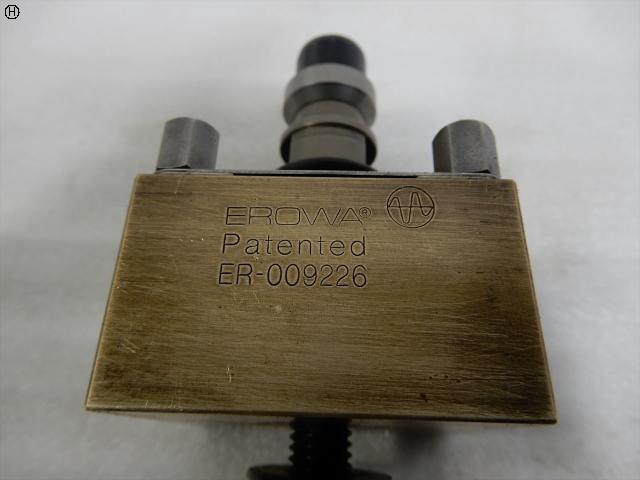 H
EROWA®
Patented
ER-009226